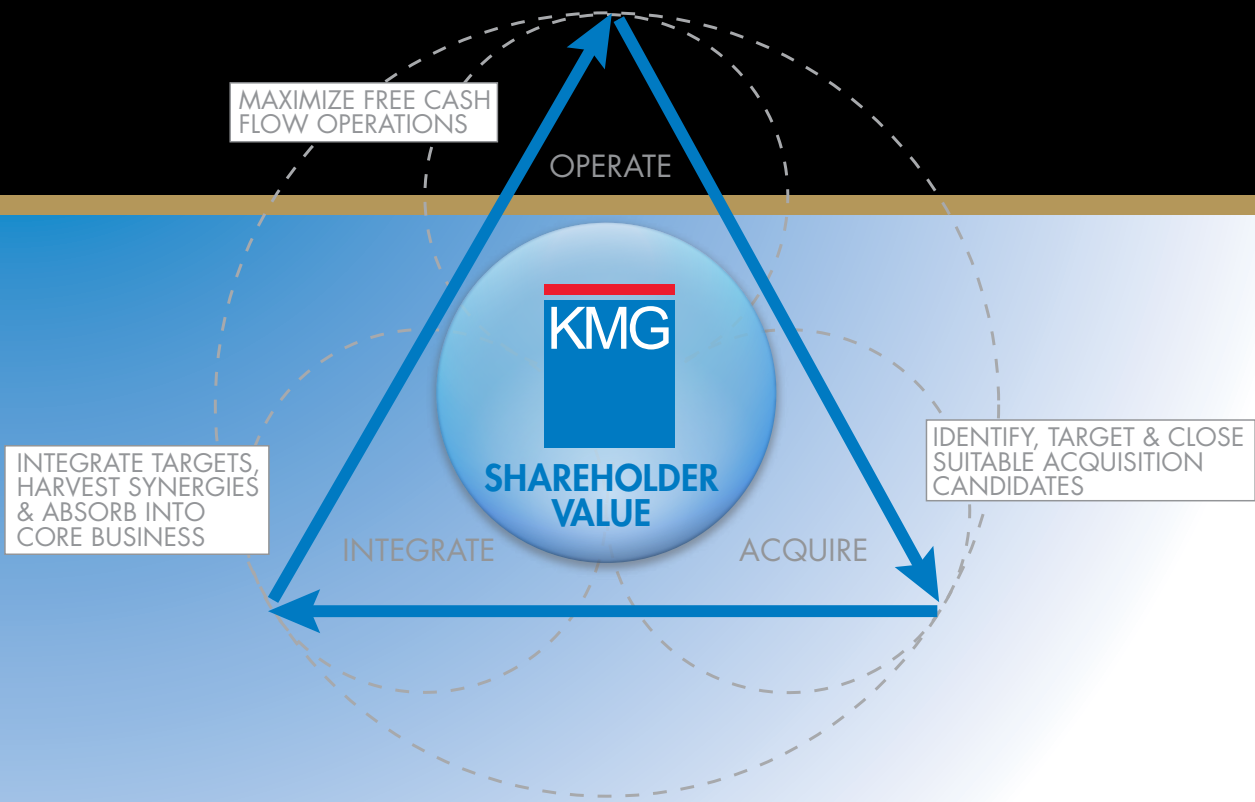 MAXIMIZE FREE CASH
FLOW OPERATIONS
OPERATE
KMG
SHAREHOLDER
VALUE
INTEGRATE TARGETS,
HARVEST SYNERGIES
& ABSORB INTO
CORE BUSINESS
IDENTIFY, TARGET & CLOSE
SUITABLE ACQUISITION
CANDIDATES
INTEGRATE
ACQUIRE